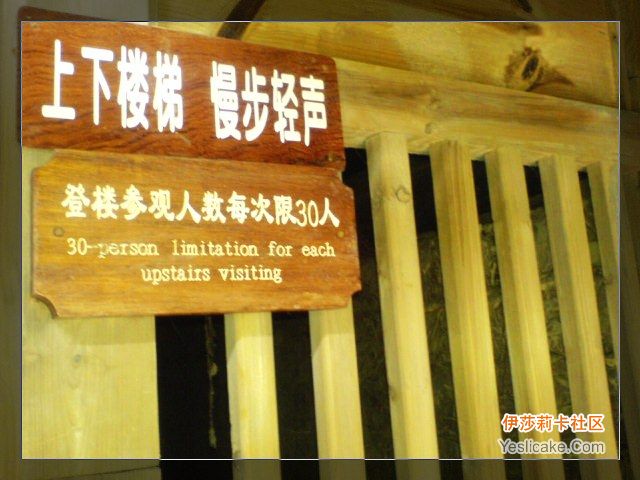 上下楼梯 慢步轻声
登楼参观人数每次限30人
30-person limitation for each
upstairs visiting
伊莎莉卡社区
Yeslicake.Com